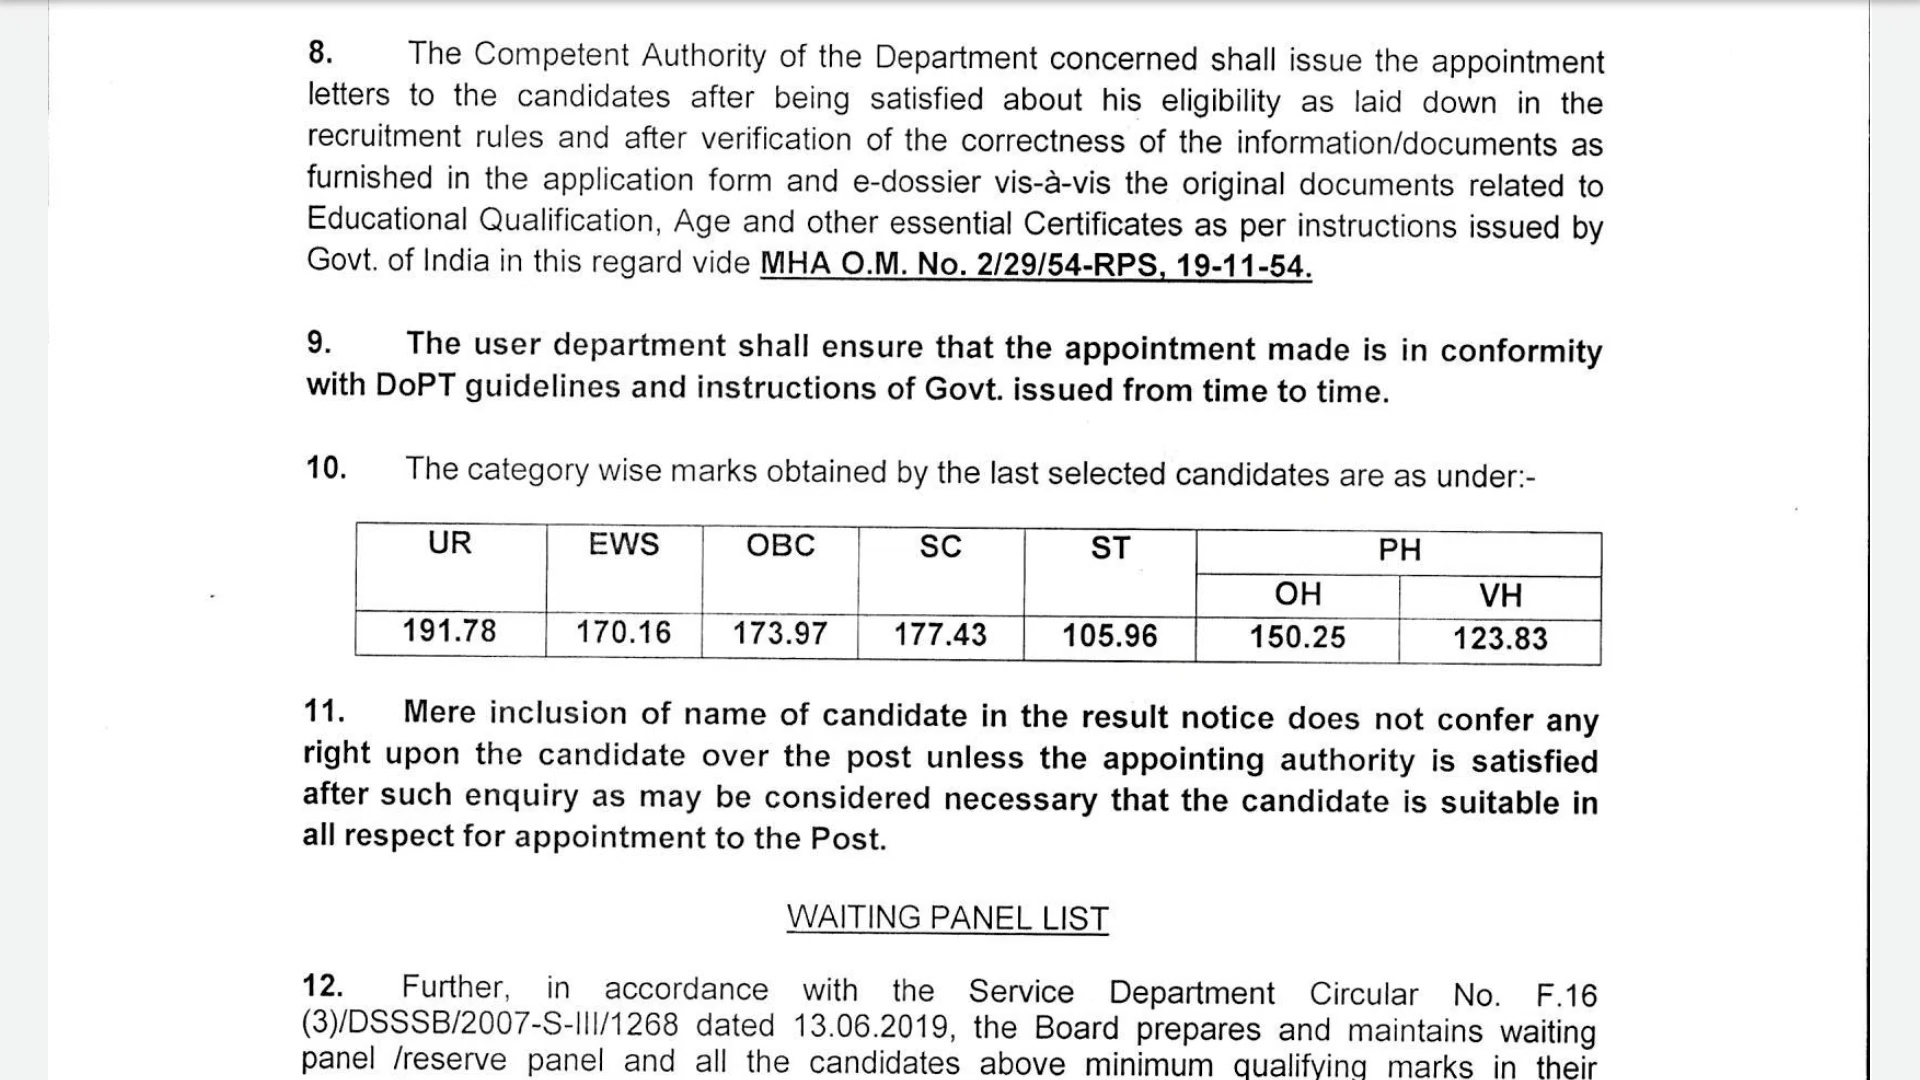 8. The Competent Authority of the Department concerned shall issue the appointment
letters to the candidates after being satisfied about his eligibility as laid down in the
recruitment rules and after verification of the correctness of the information/documents as
furnished in the application form and e-dossier vis-à-vis the original documents related to
Educational Qualification, Age and other essential Certificates as per instructions issued by
Govt. of India in this regard vide MHA O.M. No. 2/29/54-RPS, 19-11-54.
9. The user department shall ensure that the appointment made is in conformity
with DoPT guidelines and instructions of Govt. issued from time to time.
10. The category wise marks obtained by the last selected candidates are as under:-
UR EWS OBC SC ST PH
OH VH
191.78 170.16 173.97 177.43 105.96 150.25 123.83
11. Mere inclusion of name of candidate in the result notice does not confer any
right upon the candidate over the post unless the appointing authority is satisfied
after such enquiry as may be considered necessary that the candidate is suitable in
all respect for appointment to the Post.
WAITING PANEL LIST
12. Further, in accordance with the Service Department Circular No. F.16
(3)/DSSSB/2007-S-III/1268 dated 13.06.2019, the Board prepares and maintains waiting
panel /reserve panel and all the candidates above minimum qualifying marks in their